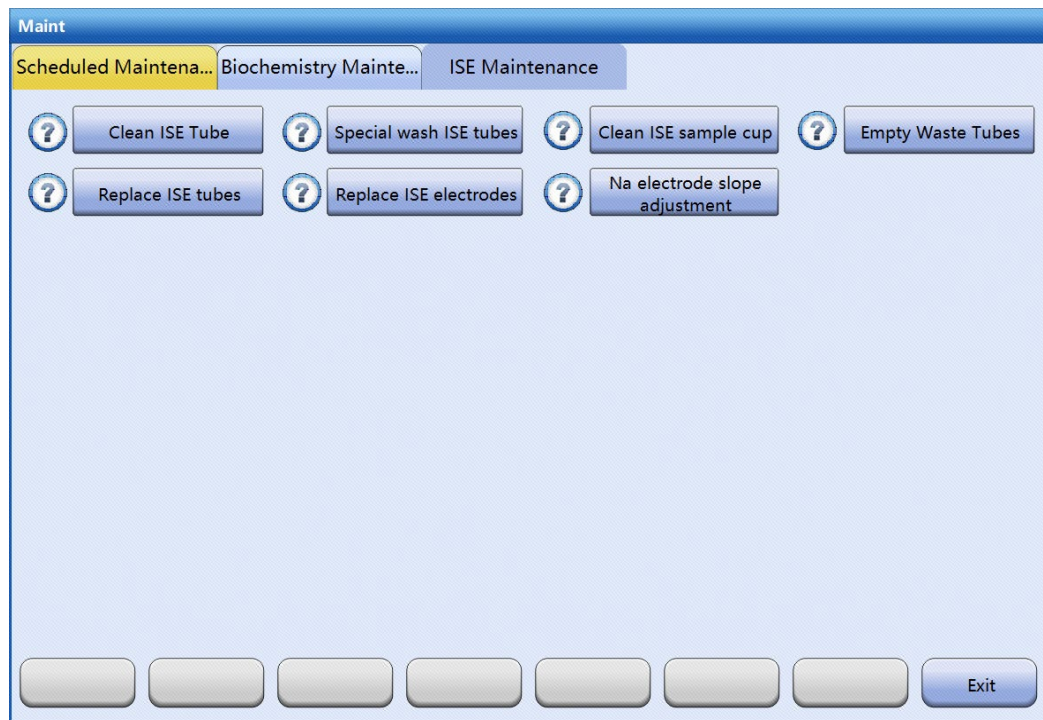 Maint
Scheduled Maintena... Biochemistry Mainte... ISE Maintenance
? Clean ISE Tube ? Special wash ISE tubes ? Clean ISE sample cup ? Empty Waste Tubes
? Replace ISE tubes ? Replace ISE electrodes ? Na electrode slope
adjustment
Exit